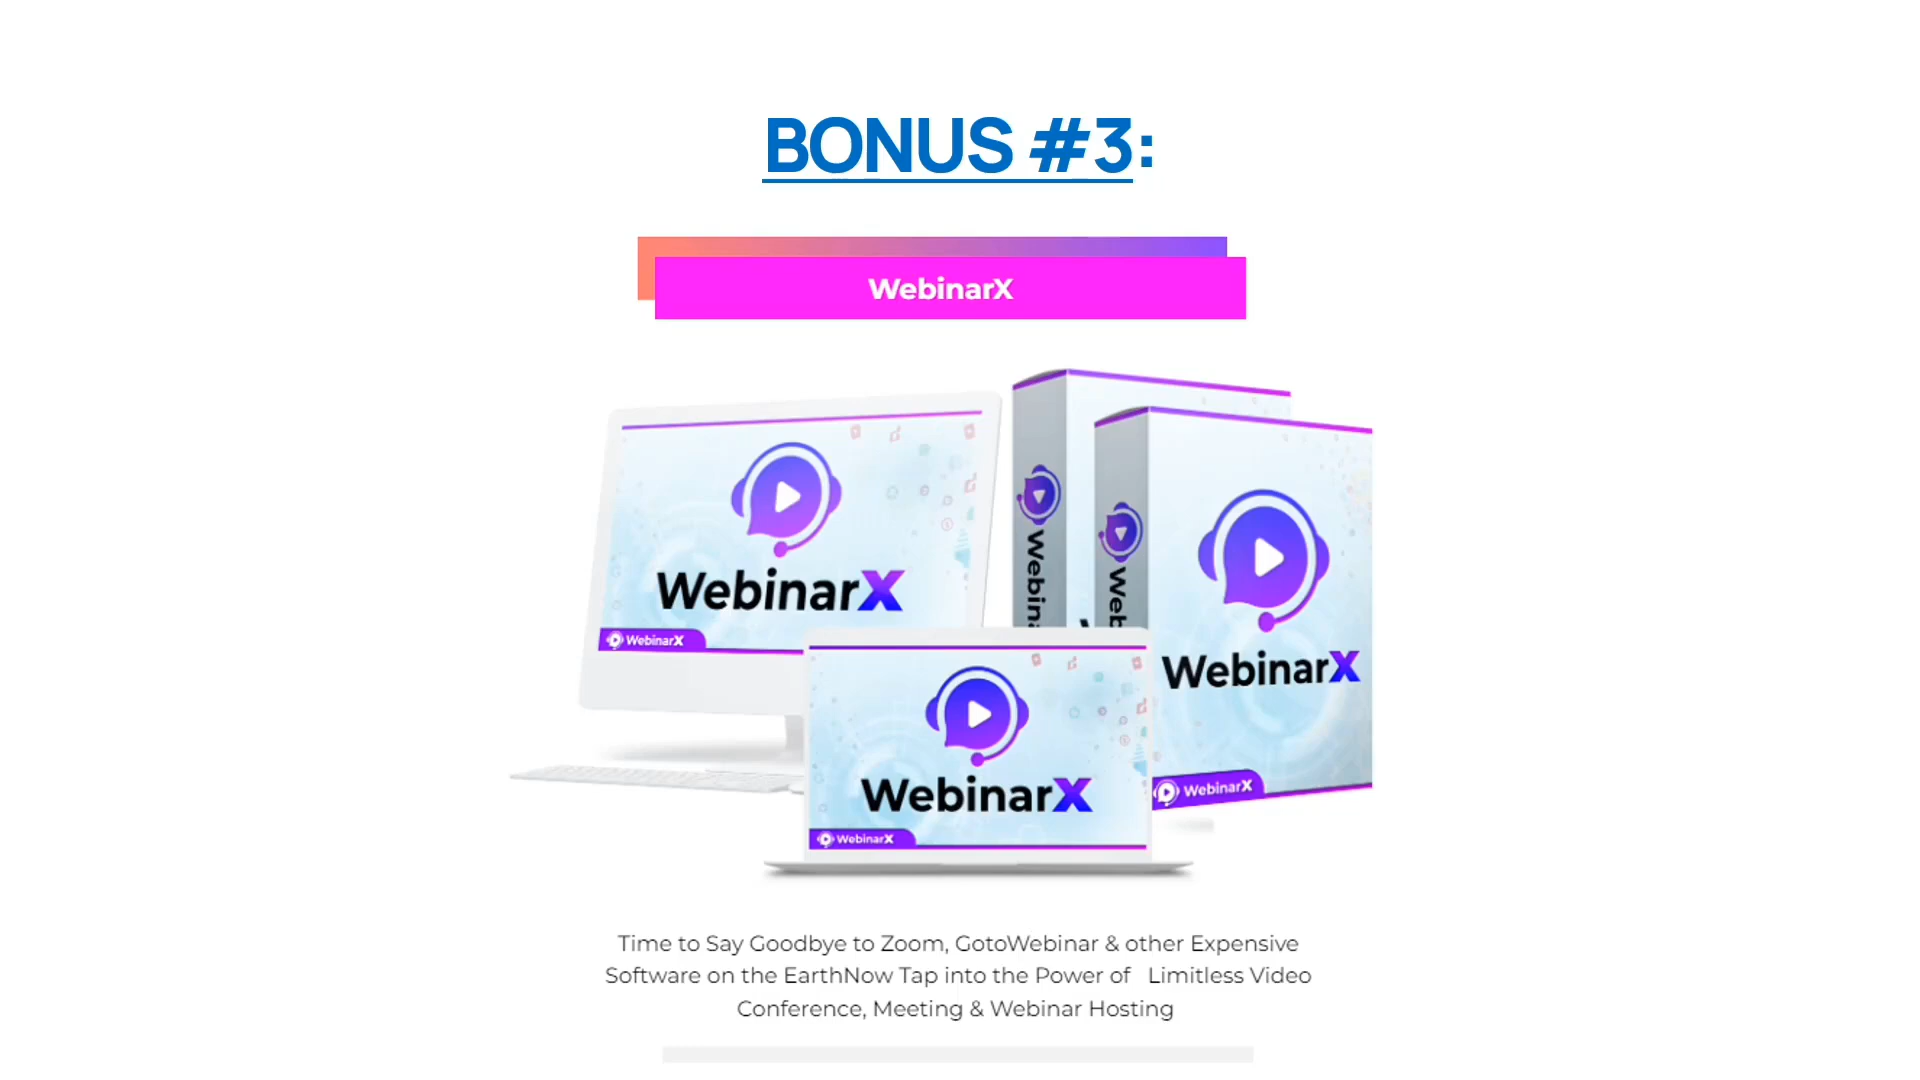 BONUS #3:
WebinarX
WebinarX
WebinarX
WebinarX
WebinarX
WebinarX
WebinarX
Time to Say Goodbye to Zoom, GotoWebinar & other Expensive
Software on the EarthNow Tap into the Power of Limitless Video
Conference, Meeting & Webinar Hosting